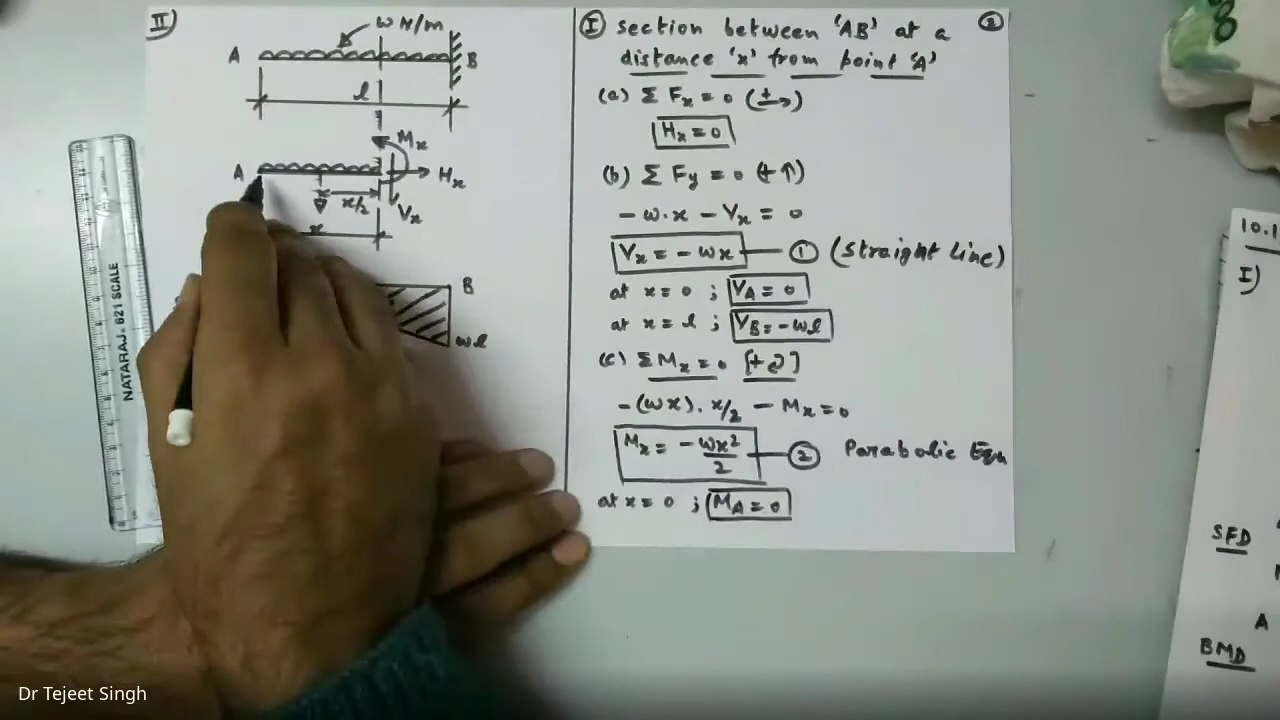 II)
w N/m
A
B
l
Mx
A
Hx
x/2
Vx
x
B
wl
NATARAJ. 621 SCALE
I section between 'AB' at a
distance 'x' from point 'A'
2
(a) Σ Fx = 0 (+→)
Hx = 0
(b) Σ Fy = 0 (+↑)
- w.x - Vx = 0
Vx = - wx — 1 (straight line)
at x = 0 ; VA = 0
at x = l ; VB = - wl
(c) Σ Mx = 0 [+↻]
- (wx). x/2 - Mx = 0
Mx = - wx²/2 — 2 Parabolic Eqn
at x = 0 ; MA = 0
8
10.1
I)
SFD
A
BMD
Dr Tejeet Singh